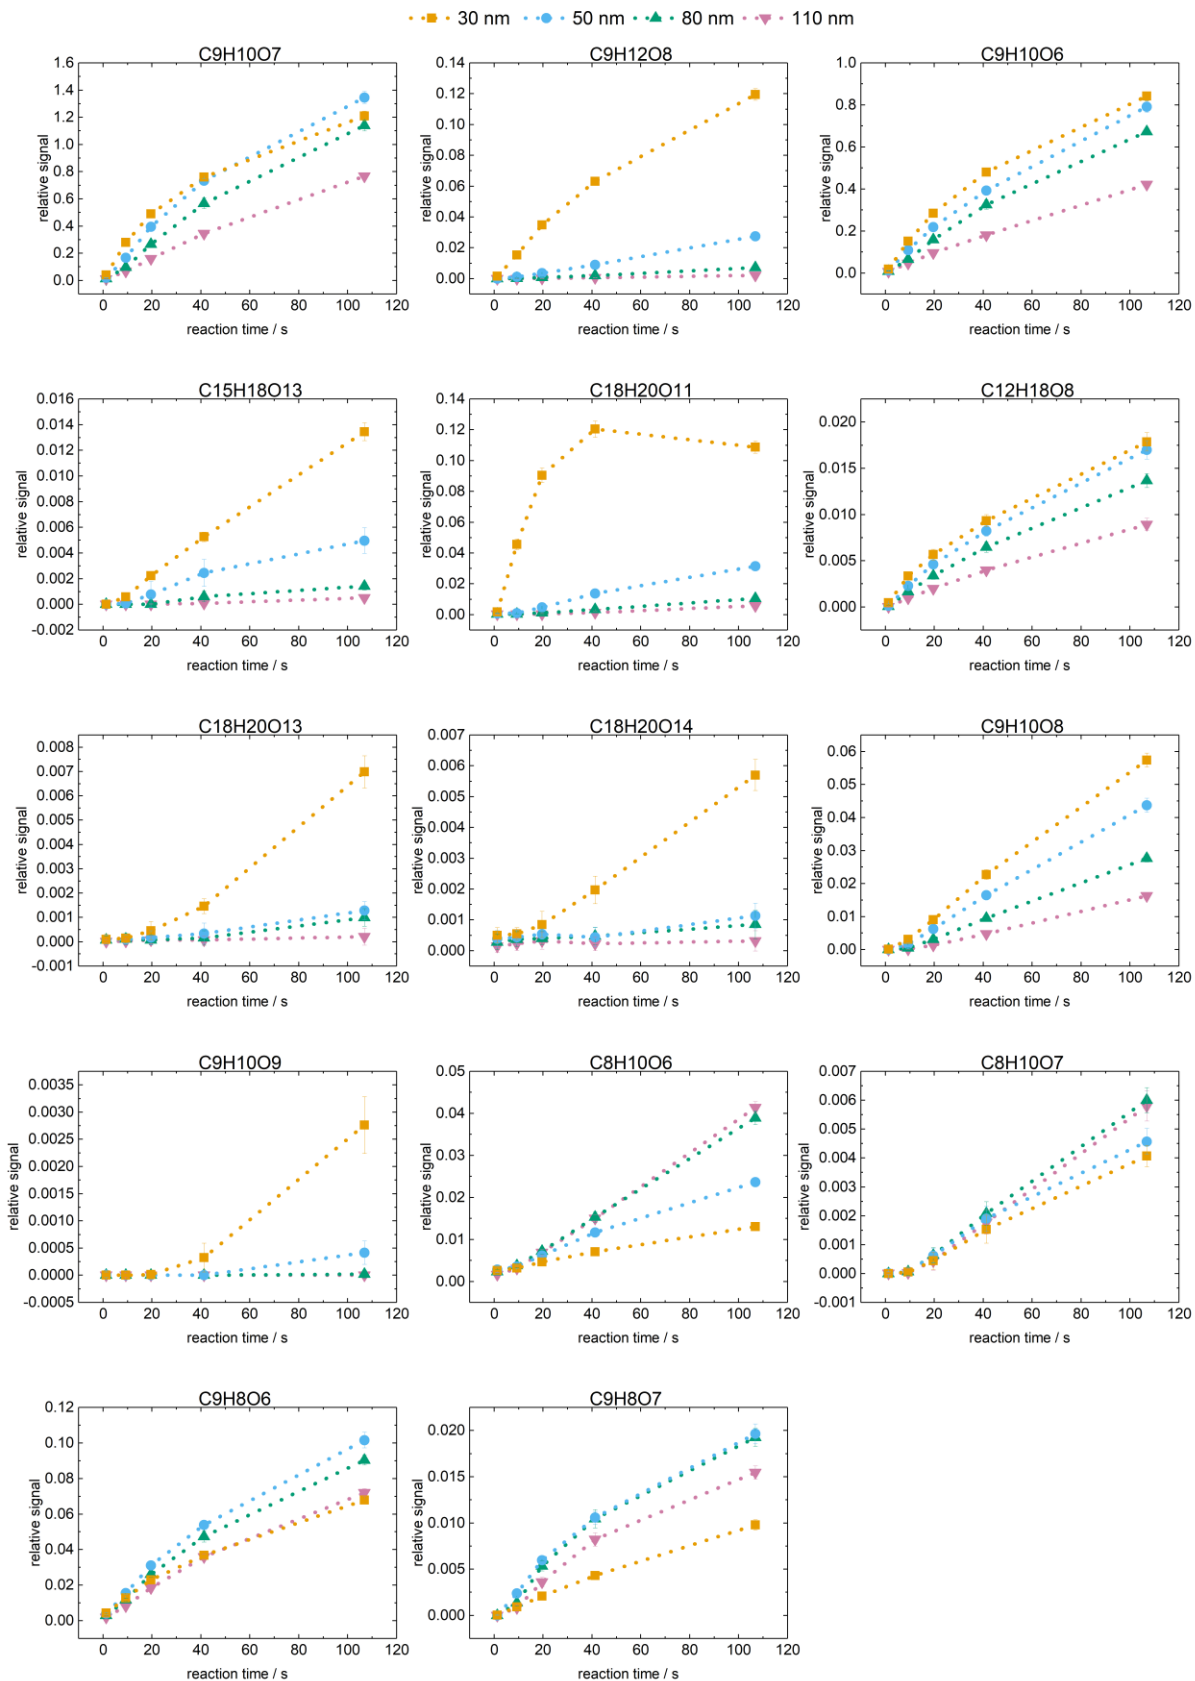 30 nm 50 nm 80 nm 110 nm
C9H10O7
relative signal
1.6
1.4
1.2
1.0
0.8
0.6
0.4
0.2
0.0
0 20 40 60 80 100 120
reaction time / s
C9H12O8
relative signal
0.14
0.12
0.10
0.08
0.06
0.04
0.02
0.00
0 20 40 60 80 100 120
reaction time / s
C9H10O6
relative signal
1.0
0.8
0.6
0.4
0.2
0.0
0 20 40 60 80 100 120
reaction time / s
C15H18O13
relative signal
0.016
0.014
0.012
0.010
0.008
0.006
0.004
0.002
0.000
-0.002
0 20 40 60 80 100 120
reaction time / s
C18H20O11
relative signal
0.14
0.12
0.10
0.08
0.06
0.04
0.02
0.00
0 20 40 60 80 100 120
reaction time / s
C12H18O8
relative signal
0.020
0.015
0.010
0.005
0.000
0 20 40 60 80 100 120
reaction time / s
C18H20O13
relative signal
0.008
0.007
0.006
0.005
0.004
0.003
0.002
0.001
0.000
-0.001
0 20 40 60 80 100 120
reaction time / s
C18H20O14
relative signal
0.007
0.006
0.005
0.004
0.003
0.002
0.001
0.000
0 20 40 60 80 100 120
reaction time / s
C9H10O8
relative signal
0.06
0.05
0.04
0.03
0.02
0.01
0.00
0 20 40 60 80 100 120
reaction time / s
C9H10O9
relative signal
0.0035
0.0030
0.0025
0.0020
0.0015
0.0010
0.0005
0.0000
-0.0005
0 20 40 60 80 100 120
reaction time / s
C8H10O6
relative signal
0.05
0.04
0.03
0.02
0.01
0.00
0 20 40 60 80 100 120
reaction time / s
C8H10O7
relative signal
0.007
0.006
0.005
0.004
0.003
0.002
0.001
0.000
-0.001
0 20 40 60 80 100 120
reaction time / s
C9H8O6
relative signal
0.12
0.10
0.08
0.06
0.04
0.02
0.00
0 20 40 60 80 100 120
reaction time / s
C9H8O7
relative signal
0.020
0.015
0.010
0.005
0.000
0 20 40 60 80 100 120
reaction time / s